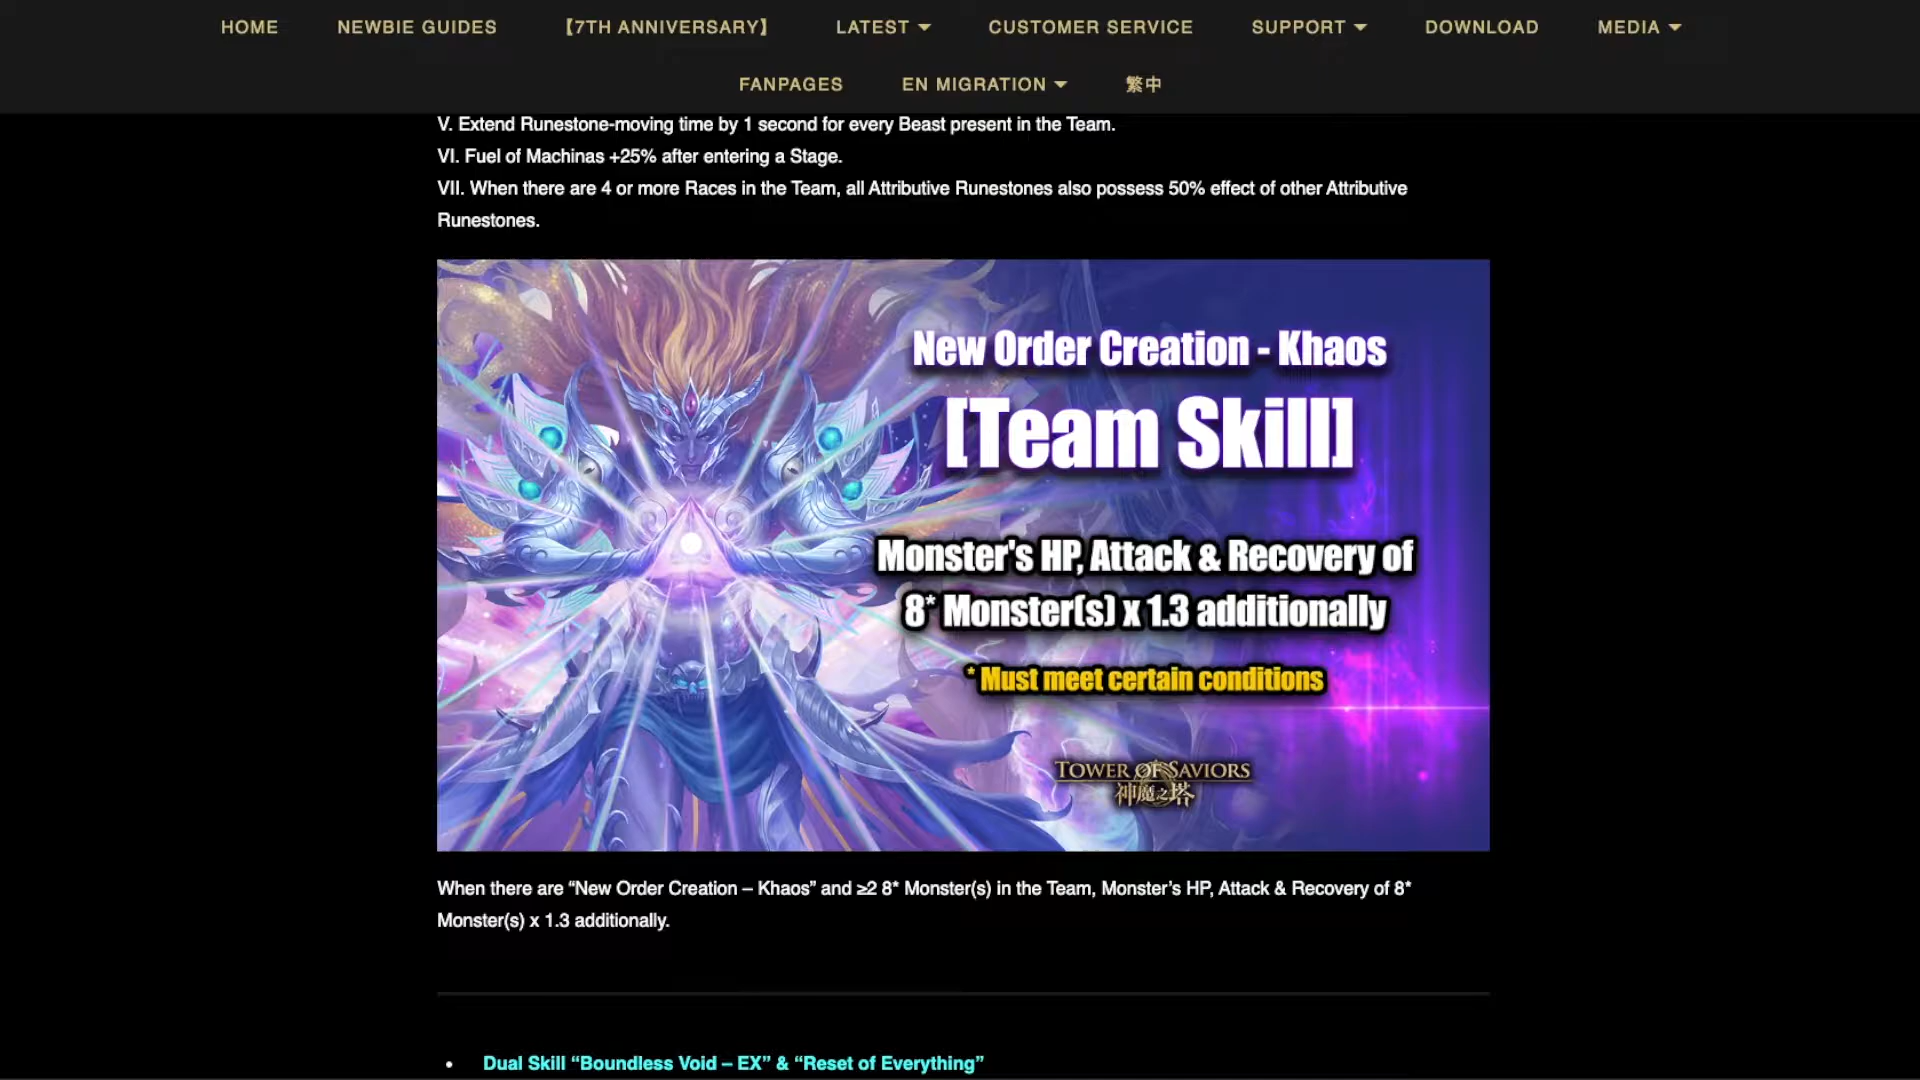 HOME
NEWBIE GUIDES
【7TH ANNIVERSARY】
LATEST
CUSTOMER SERVICE
SUPPORT
DOWNLOAD
MEDIA
FANPAGES
EN MIGRATION
繁中
V. Extend Runestone-moving time by 1 second for every Beast present in the Team.
VI. Fuel of Machinas +25% after entering a Stage.
VII. When there are 4 or more Races in the Team, all Attributive Runestones also possess 50% effect of other Attributive
Runestones.
New Order Creation - Khaos
[Team Skill]
Monster's HP, Attack & Recovery of
8* Monster(s) x 1.3 additionally
* Must meet certain conditions
TOWER OF SAVIORS
神魔之塔
When there are “New Order Creation – Khaos” and ≥2 8* Monster(s) in the Team, Monster’s HP, Attack & Recovery of 8*
Monster(s) x 1.3 additionally.
• Dual Skill “Boundless Void – EX” & “Reset of Everything”